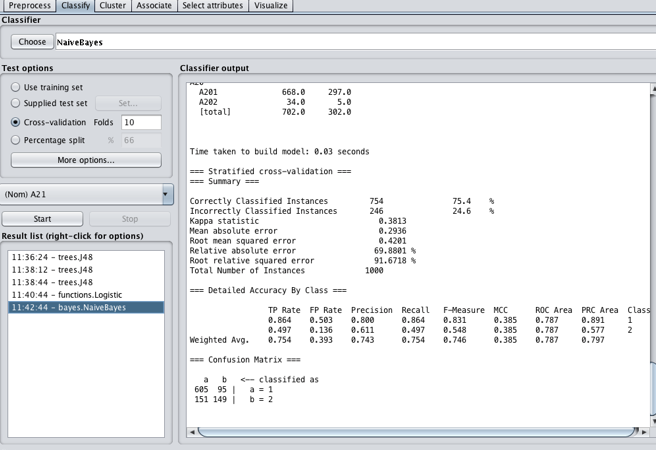 Preprocess Classify Cluster Associate Select attributes Visualize
Classifier
Choose NaiveBayes
Test options
Use training set
Supplied test set Set...
Cross-validation Folds 10
Percentage split % 66
More options...
(Nom) A21
Start Stop
Result list (right-click for options)
11:36:24 - trees.J48
11:38:12 - trees.J48
11:38:44 - trees.J48
11:40:44 - functions.Logistic
11:42:44 - bayes.NaiveBayes
Classifier output
A201 668.0 297.0
A202 34.0 5.0
[total] 702.0 302.0
Time taken to build model: 0.03 seconds
=== Stratified cross-validation ===
=== Summary ===
Correctly Classified Instances 754 75.4 %
Incorrectly Classified Instances 246 24.6 %
Kappa statistic 0.3813
Mean absolute error 0.2936
Root mean squared error 0.4201
Relative absolute error 69.8801 %
Root relative squared error 91.6718 %
Total Number of Instances 1000
=== Detailed Accuracy By Class ===
TP Rate FP Rate Precision Recall F-Measure MCC ROC Area PRC Area Class
0.864 0.503 0.800 0.864 0.831 0.385 0.787 0.891 1
0.497 0.136 0.611 0.497 0.548 0.385 0.787 0.577 2
Weighted Avg. 0.754 0.393 0.743 0.754 0.746 0.385 0.787 0.797
=== Confusion Matrix ===
a b <-- classified as
605 95 | a = 1
151 149 | b = 2